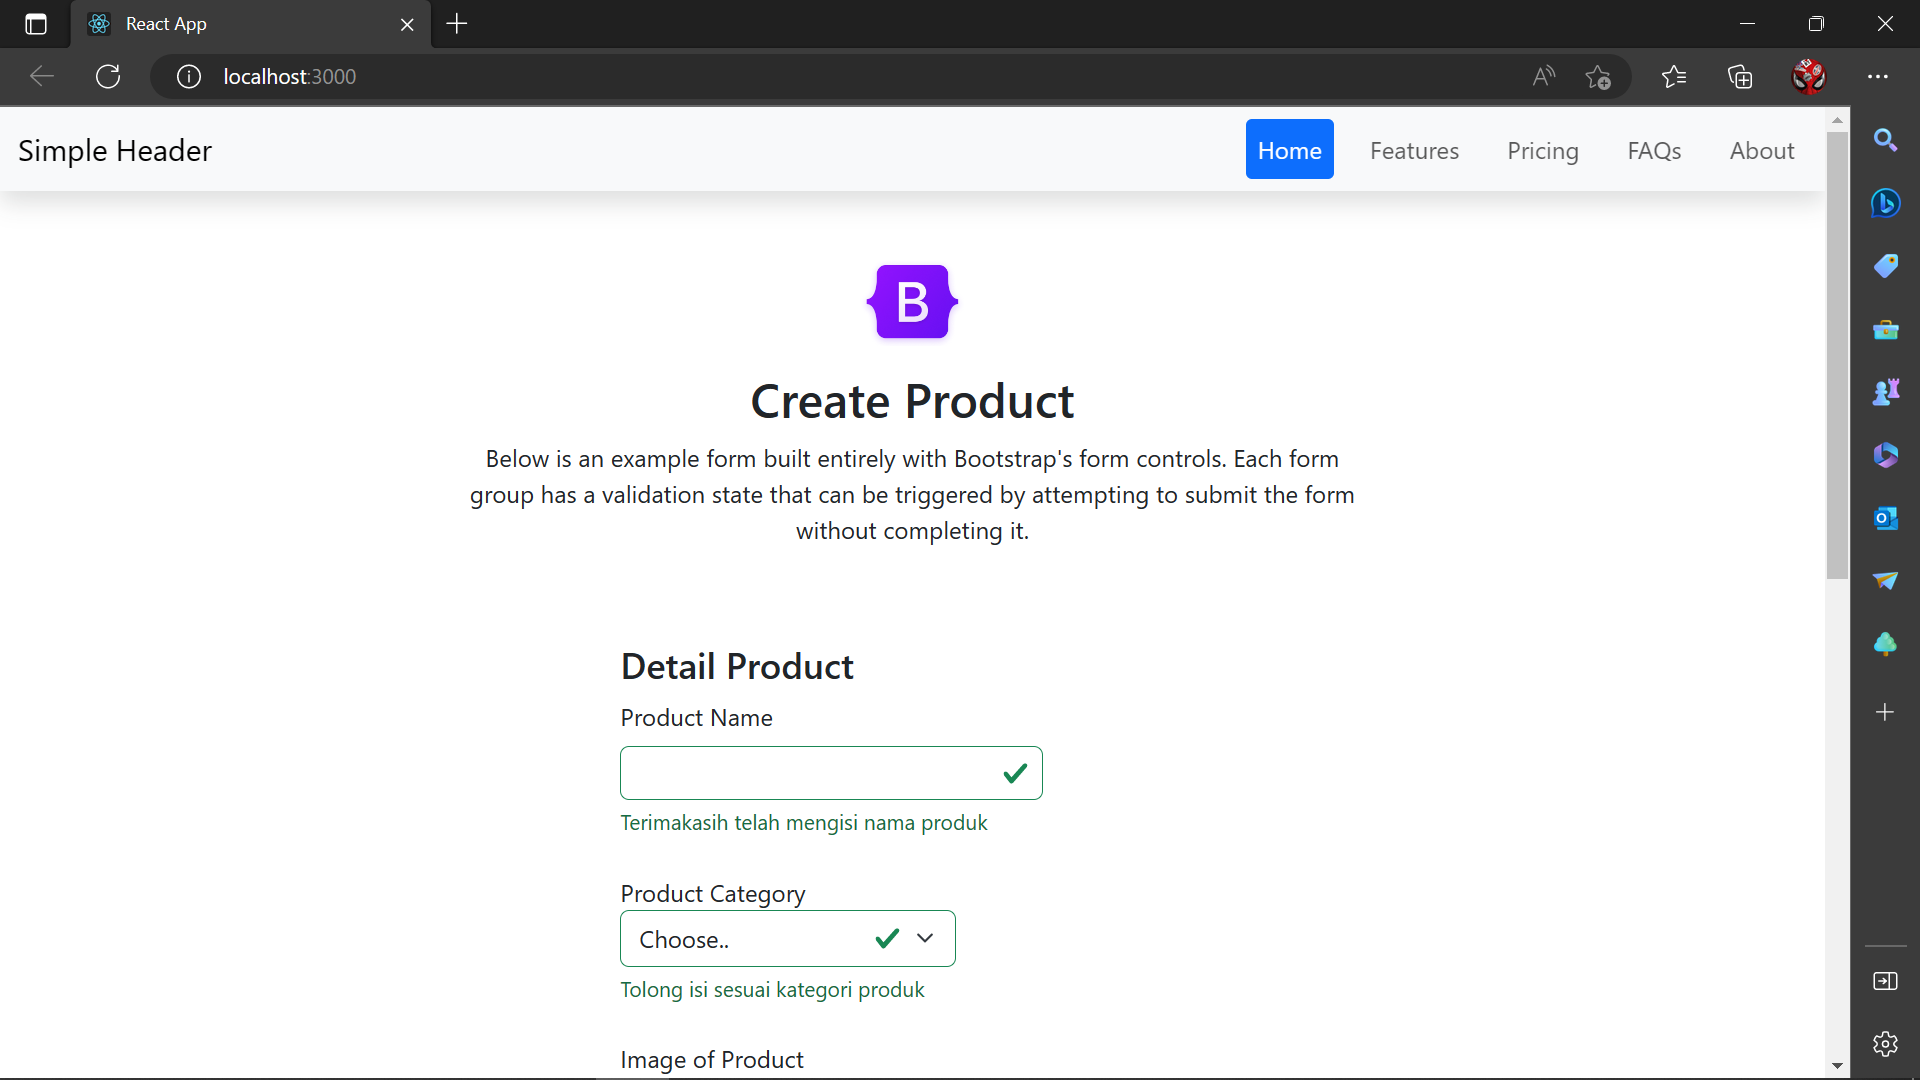 React App
localhost:3000
Simple Header
Home Features Pricing FAQs About
B
Create Product
Below is an example form built entirely with Bootstrap's form controls. Each form
group has a validation state that can be triggered by attempting to submit the form
without completing it.
Detail Product
Product Name
Terimakasih telah mengisi nama produk
Product Category
Choose..
Tolong isi sesuai kategori produk
Image of Product